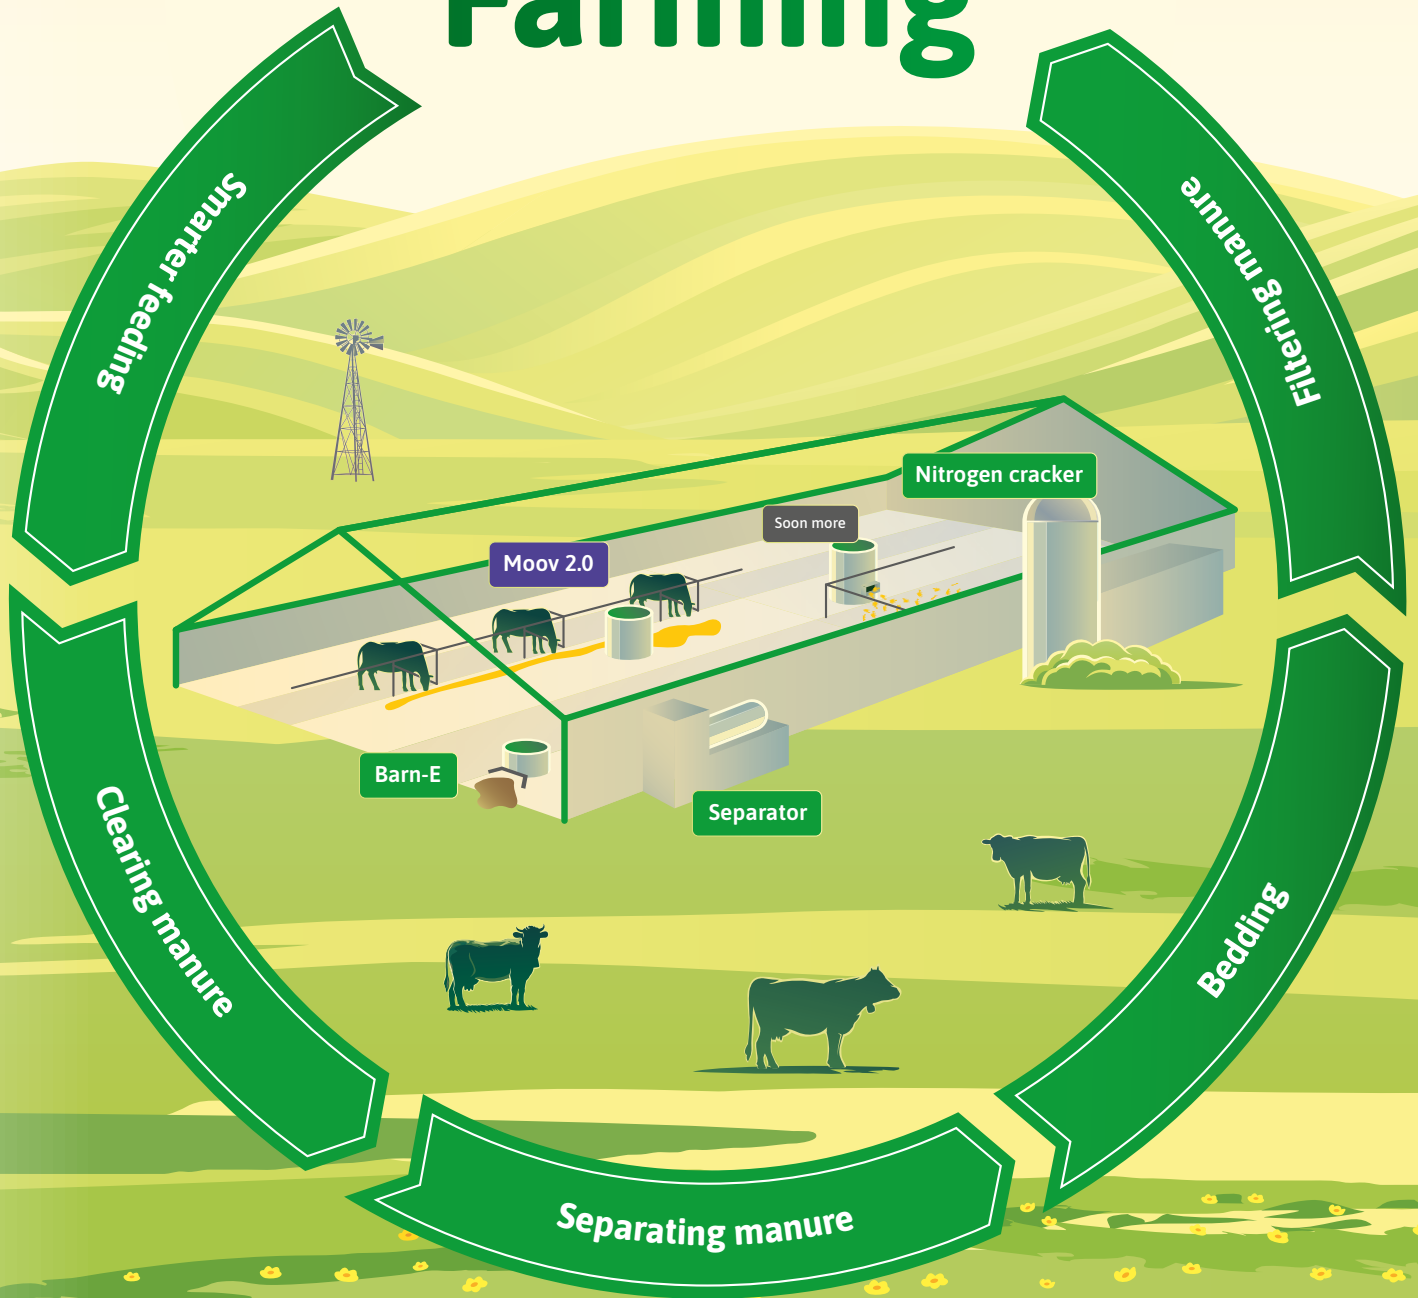 Farming
Smarter feeding
Filtering manure
Nitrogen cracker
Soon more
Moov 2.0
Barn-E
Separator
Clearing manure
Bedding
Separating manure